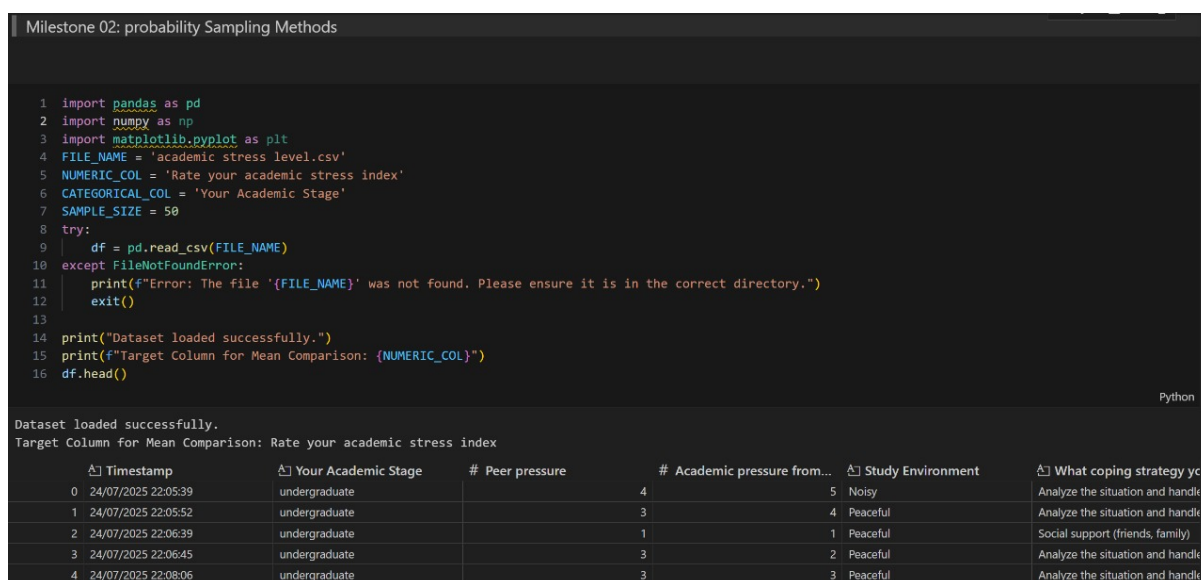 Milestone 02: probability Sampling Methods
1 import pandas as pd
2 import numpy as np
3 import matplotlib.pyplot as plt
4 FILE_NAME = 'academic stress level.csv'
5 NUMERIC_COL = 'Rate your academic stress index'
6 CATEGORICAL_COL = 'Your Academic Stage'
7 SAMPLE_SIZE = 50
8 try:
9     df = pd.read_csv(FILE_NAME)
10 except FileNotFoundError:
11     print(f"Error: The file '{FILE_NAME}' was not found. Please ensure it is in the correct directory.")
12     exit()
13
14 print("Dataset loaded successfully.")
15 print(f"Target Column for Mean Comparison: {NUMERIC_COL}")
16 df.head()
Python
Dataset loaded successfully.
Target Column for Mean Comparison: Rate your academic stress index
Timestamp Your Academic Stage # Peer pressure # Academic pressure from... Study Environment What coping strategy yo
0 24/07/2025 22:05:39 undergraduate 4 5 Noisy Analyze the situation and handle
1 24/07/2025 22:05:52 undergraduate 3 4 Peaceful Analyze the situation and handle
2 24/07/2025 22:06:39 undergraduate 1 1 Peaceful Social support (friends, family)
3 24/07/2025 22:06:45 undergraduate 3 2 Peaceful Analyze the situation and handle
4 24/07/2025 22:08:06 undergraduate 3 3 Peaceful Analyze the situation and handle